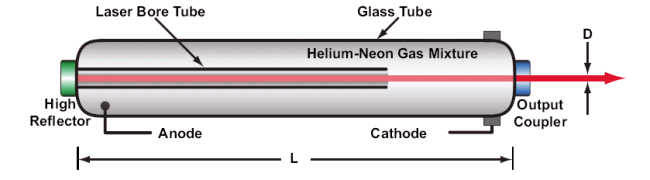 Laser Bore Tube
Glass Tube
D
Helium-Neon Gas Mixture
High
Reflector
Anode
Cathode
Output
Coupler
L